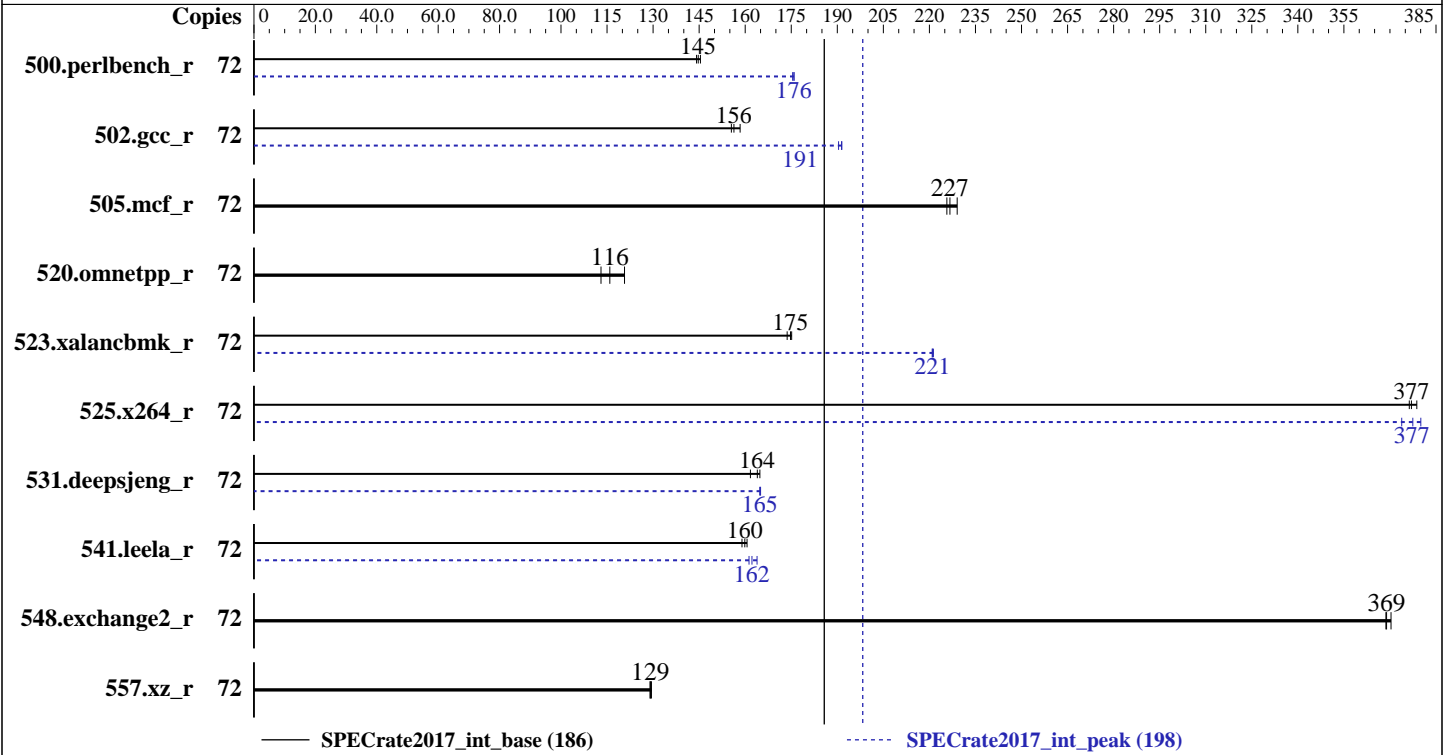 Copies 0 20.0 40.0 60.0 80.0 100 115 130 145 160 175 190 205 220 235 250 265 280 295 310 325 340 355 385
145
500.perlbench_r 72
176
156
502.gcc_r 72
191
227
505.mcf_r 72
116
520.omnetpp_r 72
175
523.xalancbmk_r 72
221
377
525.x264_r 72
377
164
531.deepsjeng_r 72
165
160
541.leela_r 72
162
369
548.exchange2_r 72
129
557.xz_r 72
SPECrate2017_int_base (186) SPECrate2017_int_peak (198)